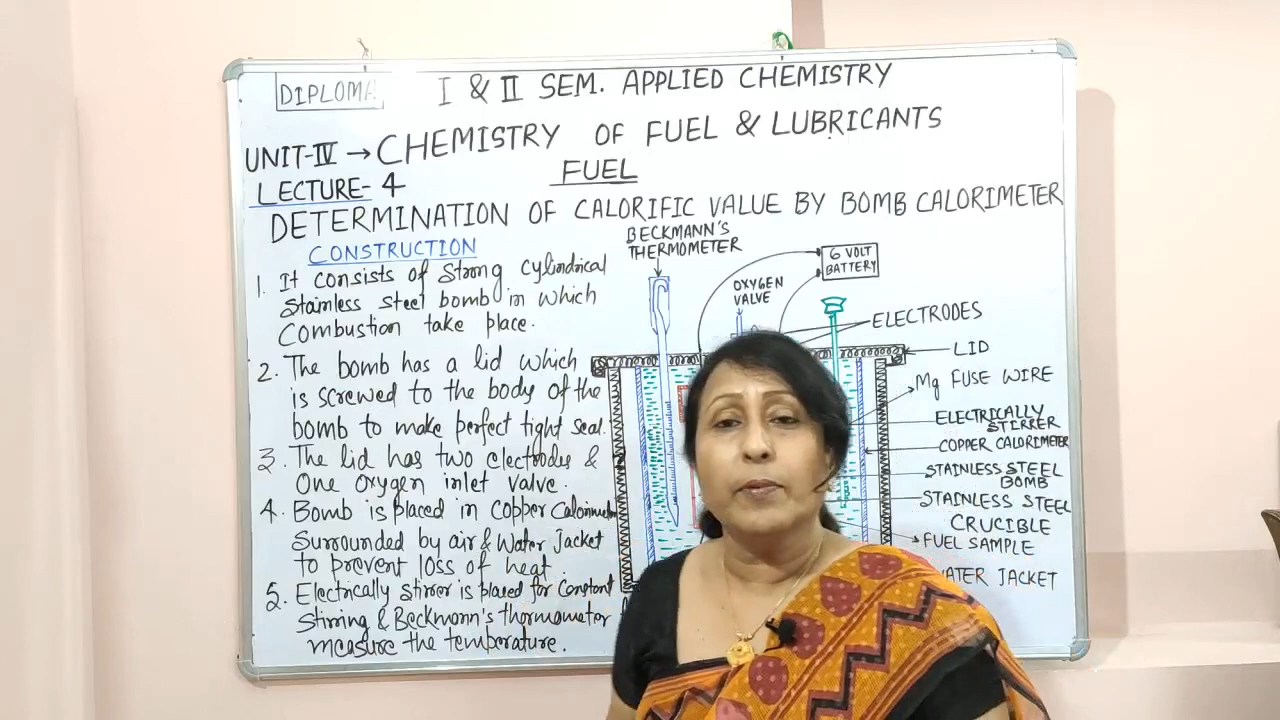 DIPLOMA
I & II SEM. APPLIED CHEMISTRY
UNIT-IV → CHEMISTRY OF FUEL & LUBRICANTS
LECTURE- 4
FUEL
DETERMINATION OF CALORIFIC VALUE BY BOMB CALORIMETER
CONSTRUCTION
1. It consists of strong cylindrical
stainless steel bomb in which
Combustion take place.
2. The bomb has a lid which
is screwed to the body of the
bomb to make perfect tight seal.
3. The lid has two electrodes &
One oxygen inlet valve.
4. Bomb is placed in copper Calorimeter
Surrounded by air & Water Jacket
to prevent loss of heat.
5. Electrically stirrer is placed for Constant
Stirring & Beckmann's thermometer
measure the temperature.
BECKMANN'S
THERMOMETER
6 VOLT
BATTERY
OXYGEN
VALVE
ELECTRODES
LID
Mg FUSE WIRE
ELECTRICALLY
STIRRER
COPPER CALORIMETER
STAINLESS STEEL
BOMB
STAINLESS STEEL
CRUCIBLE
FUEL SAMPLE
WATER JACKET